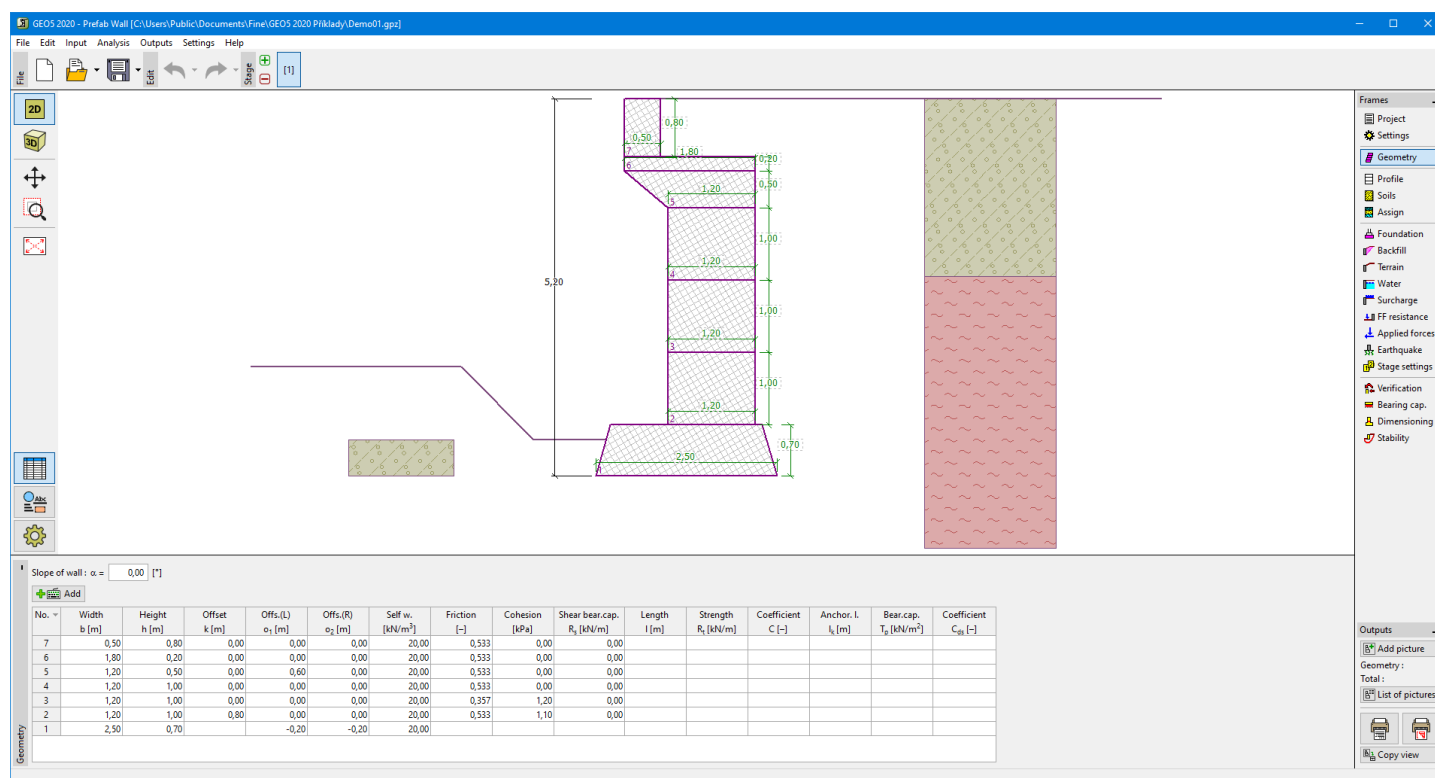 GEO5 2020 - Prefab Wall [C:\Users\Public\Documents\Fine\GEO5 2020 Příklady\Demo01.gpz]
File Edit Input Analysis Outputs Settings Help
File Edit Stage [1]
2D
3D
Abc
0,80
0,50
7
1,80
6
0,20
0,50
1,20
5
1,00
1,20
4
5,20
1,00
1,20
3
1,00
1,20
2
0,70
2,50
1
Frames
Project
Settings
Geometry
Profile
Soils
Assign
Foundation
Backfill
Terrain
Water
Surcharge
FF resistance
Applied forces
Earthquake
Stage settings
Verification
Bearing cap.
Dimensioning
Stability
Slope of wall : α = 0,00 [°]
Add
No. Width Height Offset Offs.(L) Offs.(R) Self w. Friction Cohesion Shear bear.cap. Length Strength Coefficient Anchor. l. Bear.cap. Coefficient
b [m] h [m] k [m] o1 [m] o2 [m] [kN/m3] [–] [kPa] Rs [kN/m] l [m] Rt [kN/m] C [–] lk [m] Tp [kN/m2] Cds [–]
7 0,50 0,80 0,00 0,00 0,00 20,00 0,533 0,00 0,00
6 1,80 0,20 0,00 0,00 0,00 20,00 0,533 0,00 0,00
5 1,20 0,50 0,00 0,60 0,00 20,00 0,533 0,00 0,00
4 1,20 1,00 0,00 0,00 0,00 20,00 0,533 0,00 0,00
3 1,20 1,00 0,00 0,00 0,00 20,00 0,357 1,20 0,00
2 1,20 1,00 0,80 0,00 0,00 20,00 0,533 1,10 0,00
1 2,50 0,70 -0,20 -0,20 20,00
Geometry
Outputs
Add picture
Geometry :
Total :
List of pictures
Copy view